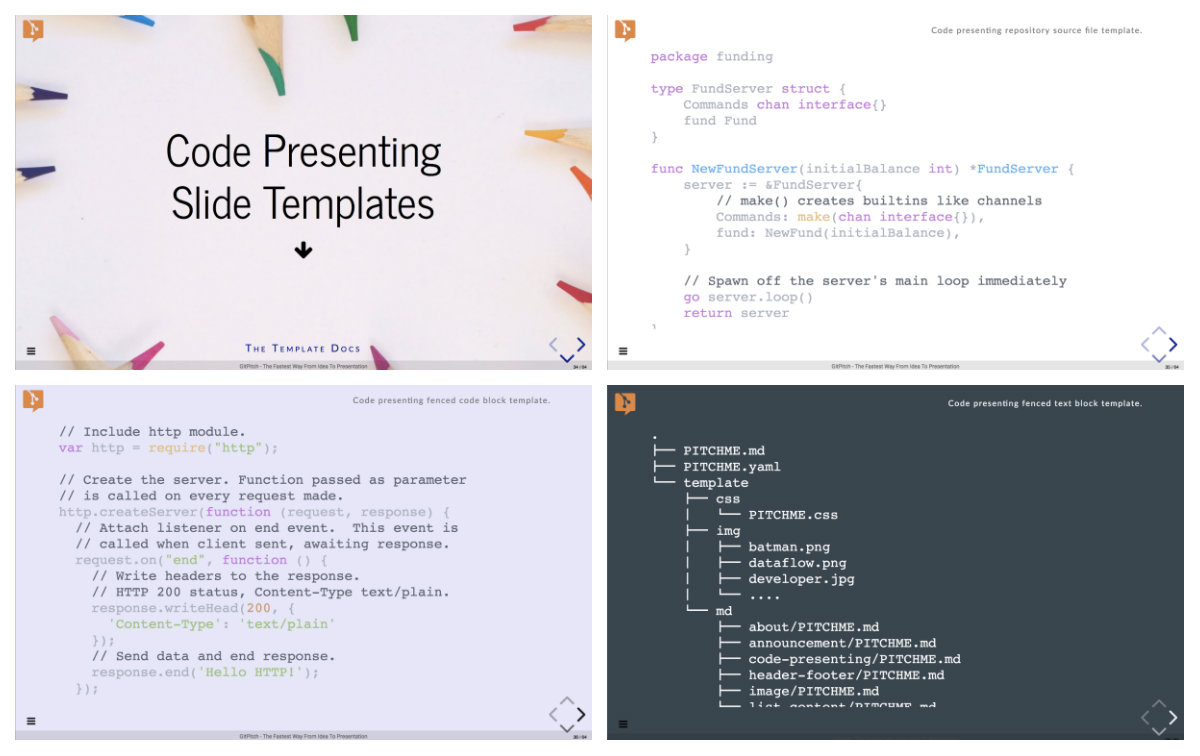 Code Presenting
Slide Templates
The Template Docs
GitPitch - The Fastest Way From Idea To Presentation
34 / 84
Code presenting repository source file template.
package funding
type FundServer struct {
    Commands chan interface{}
    fund Fund
}
func NewFundServer(initialBalance int) *FundServer {
    server := &FundServer{
        // make() creates builtins like channels
        Commands: make(chan interface{}),
        fund: NewFund(initialBalance),
    }
    // Spawn off the server's main loop immediately
    go server.loop()
    return server
GitPitch - The Fastest Way From Idea To Presentation
35 / 84
Code presenting fenced code block template.
// Include http module.
var http = require("http");
// Create the server. Function passed as parameter
// is called on every request made.
http.createServer(function (request, response) {
  // Attach listener on end event.  This event is
  // called when client sent, awaiting response.
  request.on("end", function () {
    // Write headers to the response.
    // HTTP 200 status, Content-Type text/plain.
    response.writeHead(200, {
      'Content-Type': 'text/plain'
    });
    // Send data and end response.
    response.end('Hello HTTP!');
  });
GitPitch - The Fastest Way From Idea To Presentation
36 / 84
Code presenting fenced text block template.
.
├── PITCHME.md
├── PITCHME.yaml
└── template
    ├── css
    │   └── PITCHME.css
    ├── img
    │   ├── batman.png
    │   ├── dataflow.png
    │   ├── developer.jpg
    │   └── ....
    └── md
        ├── about/PITCHME.md
        ├── announcement/PITCHME.md
        ├── code-presenting/PITCHME.md
        ├── header-footer/PITCHME.md
        ├── image/PITCHME.md
        └── list-content/PITCHME.md